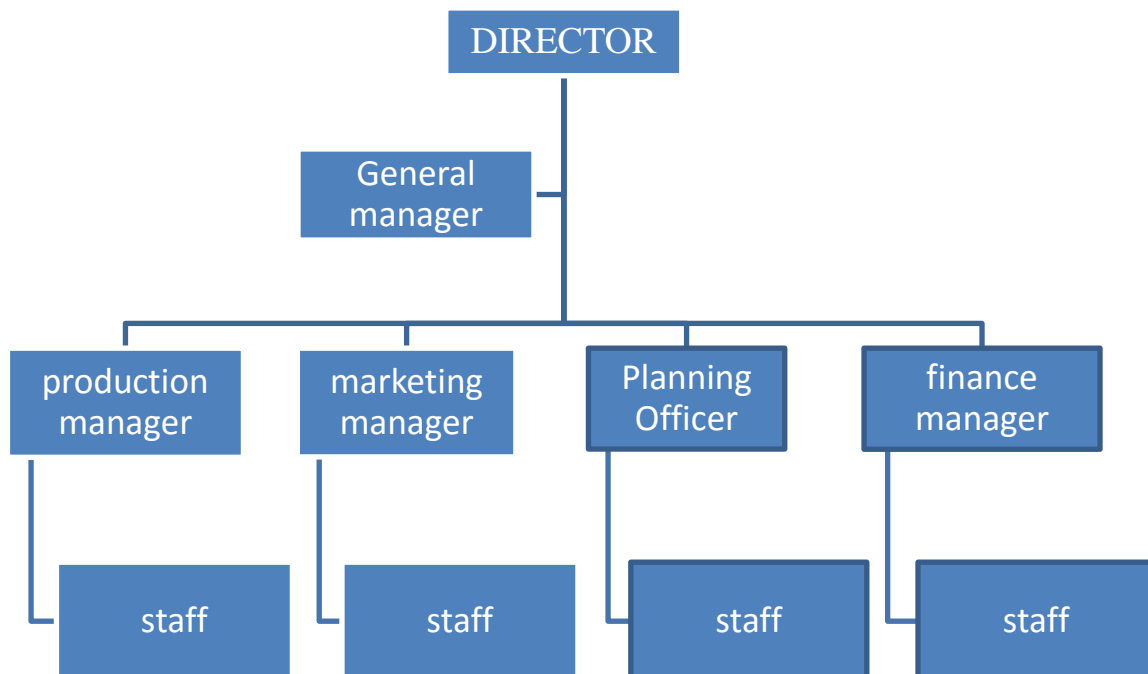 DIRECTOR
General
manager
production
manager
marketing
manager
Planning
Officer
finance
manager
staff
staff
staff
staff